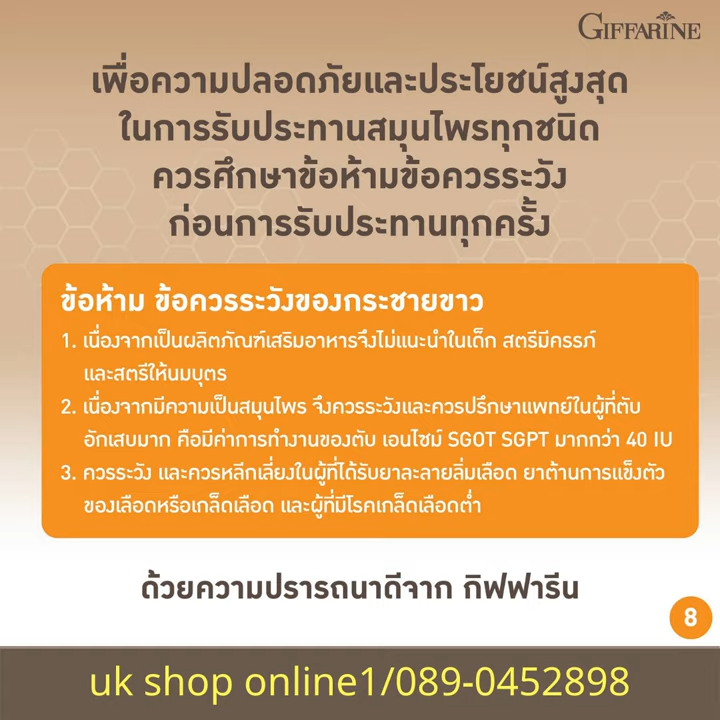 GIFFARINE
เพื่อความปลอดภัยและประโยชน์สูงสุด
ในการรับประทานสมุนไพรทุกชนิด
ควรศึกษาข้อห้ามข้อควรระวัง
ก่อนการรับประทานทุกครั้ง
ข้อห้าม ข้อควรระวังของกระชายขาว
1. เนื่องจากเป็นผลิตภัณฑ์เสริมอาหารจึงไม่แนะนำในเด็ก สตรีมีครรภ์
และสตรีให้นมบุตร
2. เนื่องจากมีความเป็นสมุนไพร จึงควรระวังและควรปรึกษาแพทย์ในผู้ที่ตับ
อักเสบมาก คือมีค่าการทำงานของตับ เอนไซม์ SGOT SGPT มากกว่า 40 IU
3. ควรระวัง และควรหลีกเลี่ยงในผู้ที่ได้รับยาละลายลิ่มเลือด ยาต้านการแข็งตัว
ของเลือดหรือเกล็ดเลือด และผู้ที่มีโรคเกล็ดเลือดต่ำ
ด้วยความปรารถนาดีจาก กิฟฟารีน
8
uk shop online1/089-0452898